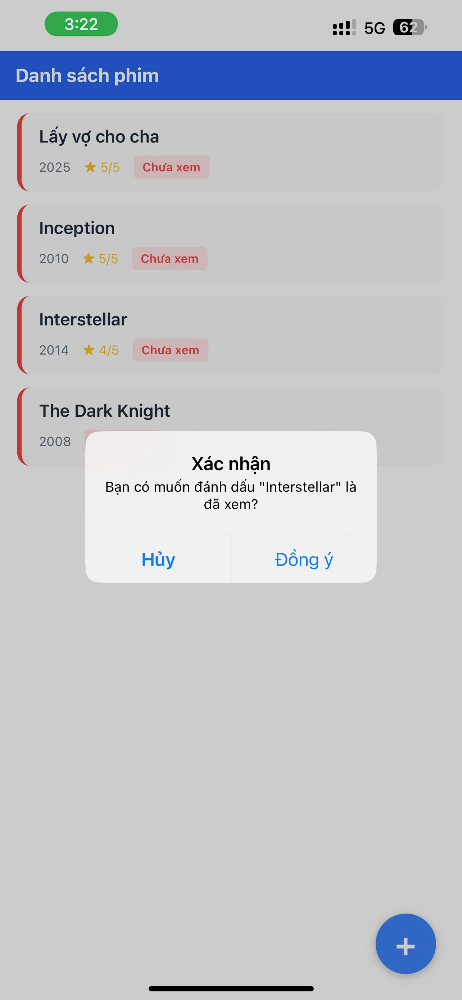 3:22
5G
62
Danh sách phim
Lấy vợ cho cha
2025 ★ 5/5 Chưa xem
Inception
2010 ★ 5/5 Chưa xem
Interstellar
2014 ★ 4/5 Chưa xem
The Dark Knight
2008
Xác nhận
Bạn có muốn đánh dấu "Interstellar" là
đã xem?
Hủy
Đồng ý
+